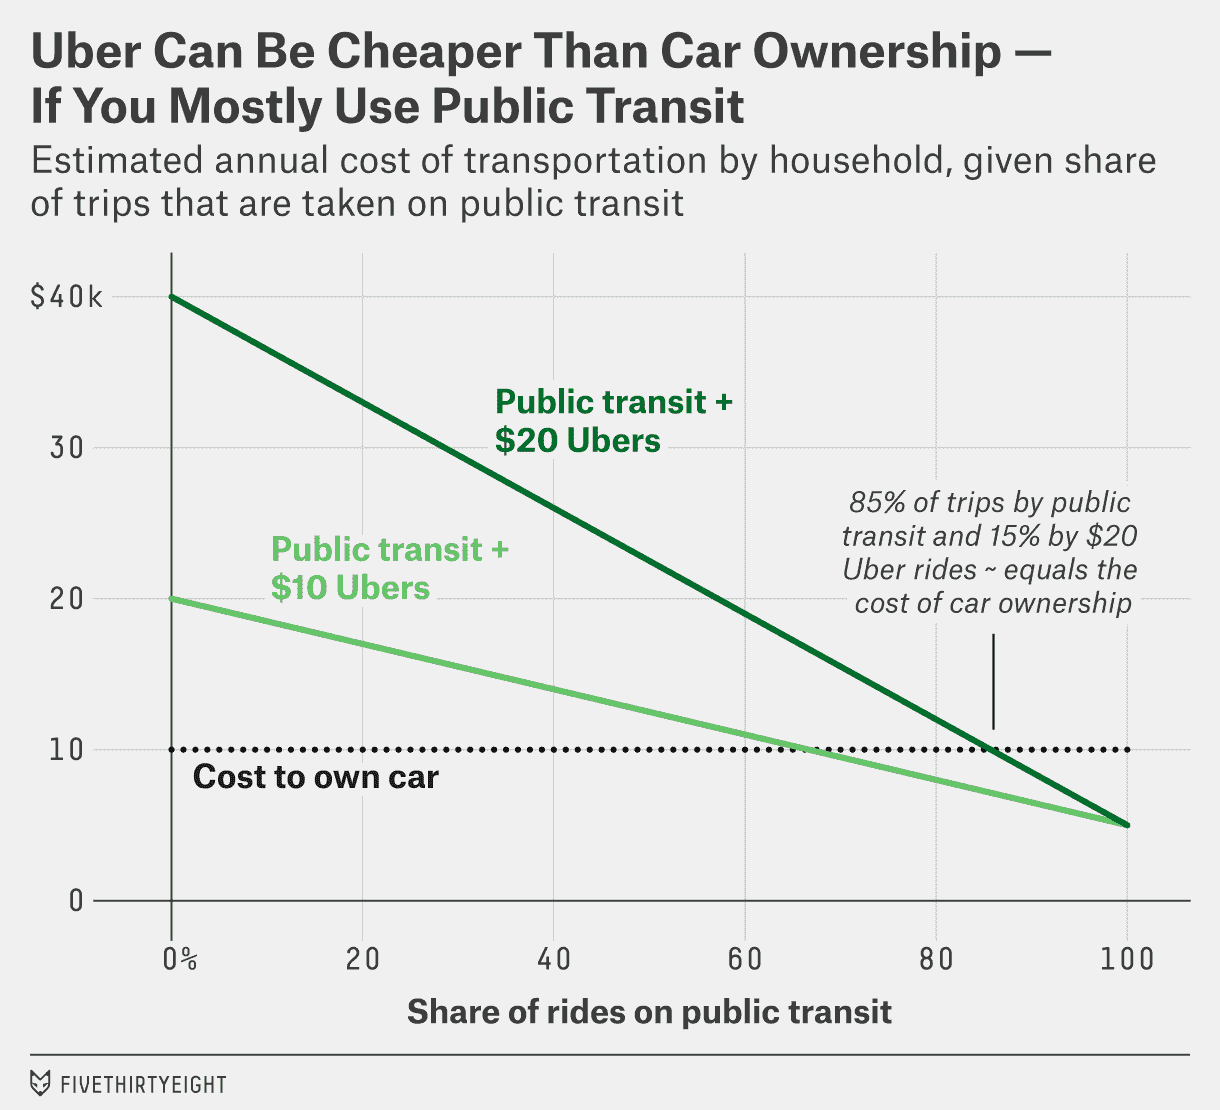 Uber Can Be Cheaper Than Car Ownership —
If You Mostly Use Public Transit
Estimated annual cost of transportation by household, given share
of trips that are taken on public transit
$40k
Public transit +
$20 Ubers
30
85% of trips by public
transit and 15% by $20
Uber rides ~ equals the
cost of car ownership
Public transit +
$10 Ubers
20
10
Cost to own car
0
0% 20 40 60 80 100
Share of rides on public transit
FIVETHIRTYEIGHT